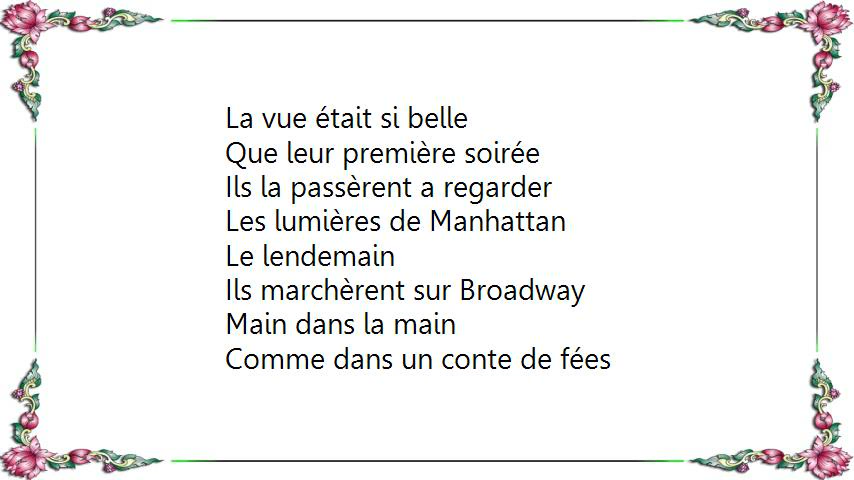 La vue était si belle
Que leur première soirée
Ils la passèrent a regarder
Les lumières de Manhattan
Le lendemain
Ils marchèrent sur Broadway
Main dans la main
Comme dans un conte de fées